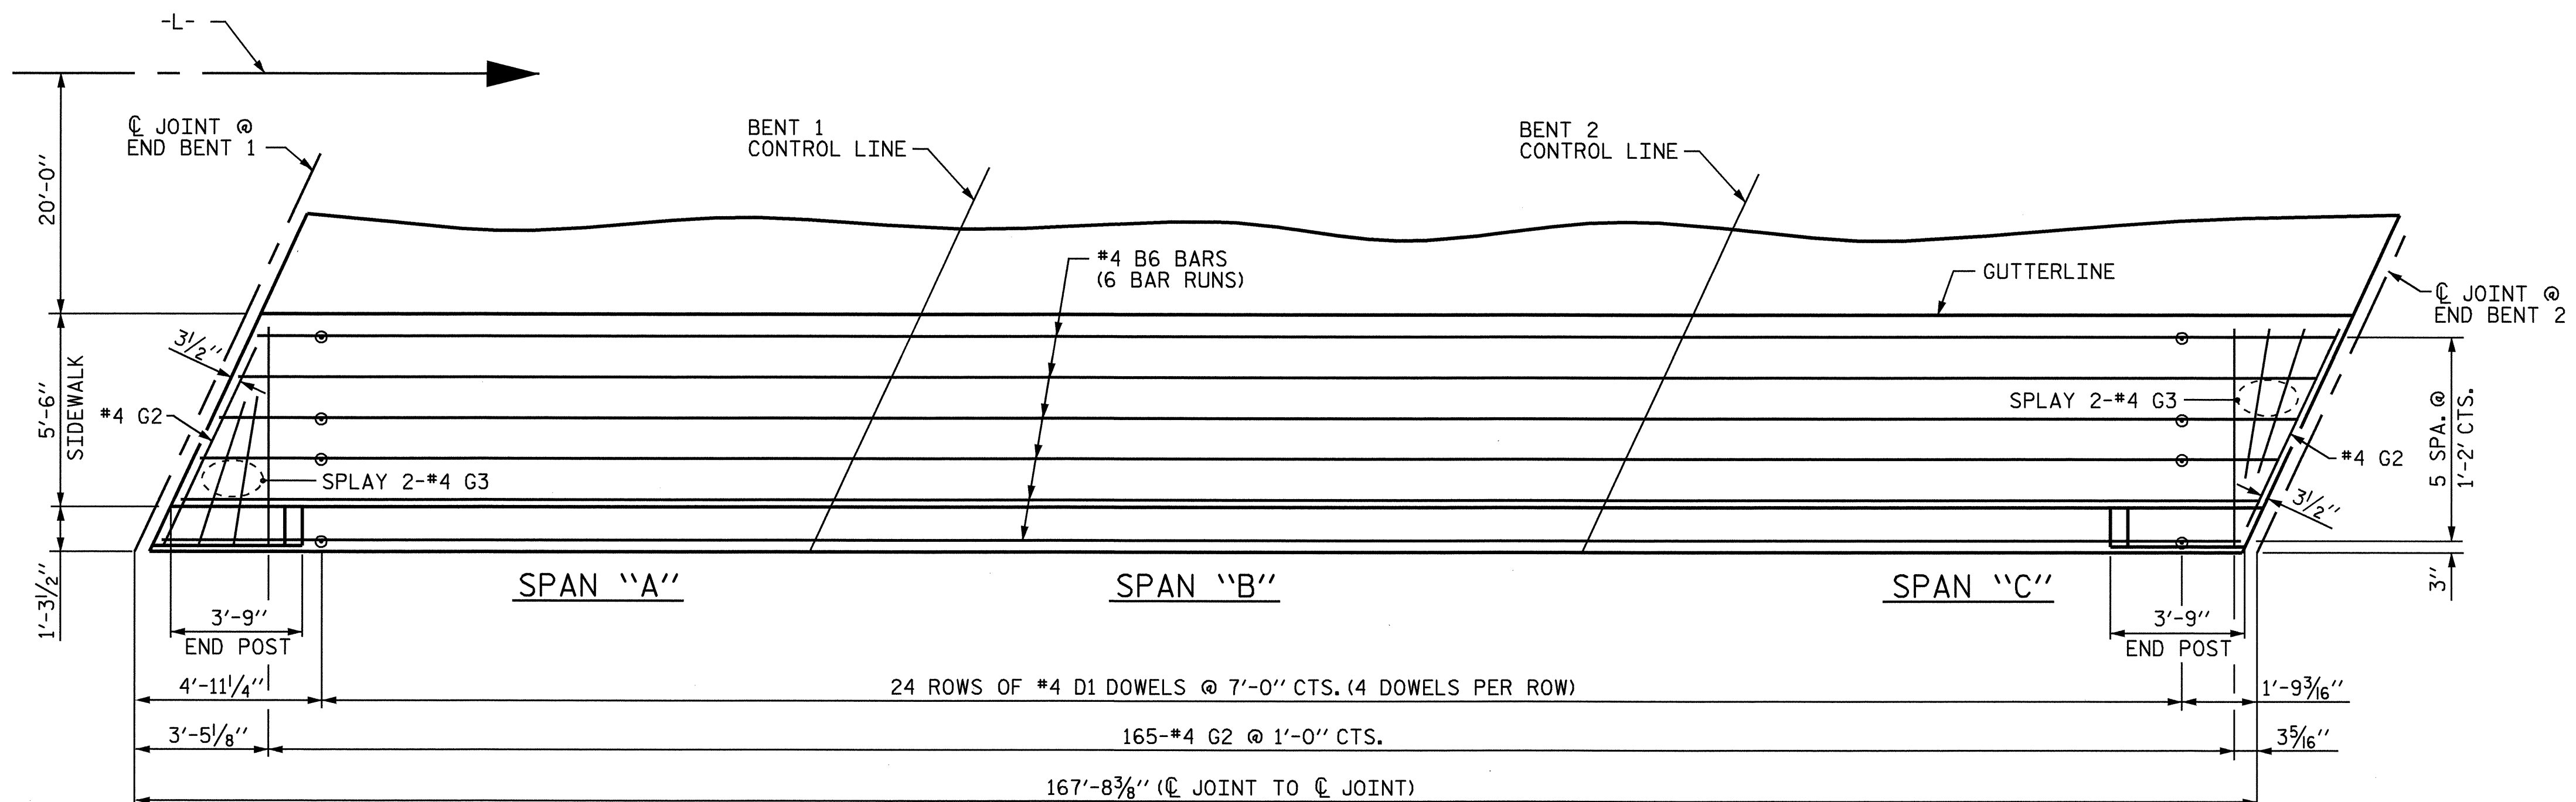 -L-
℄ JOINT @
END BENT 1
BENT 1
CONTROL LINE
BENT 2
CONTROL LINE
20'-0"
#4 B6 BARS
(6 BAR RUNS)
GUTTERLINE
℄ JOINT @
END BENT 2
3½"
5'-6"
SIDEWALK
#4 G2
SPLAY 2-#4 G3
SPLAY 2-#4 G3
5 SPA. @
1'-2" CTS.
#4 G2
3½"
1'-3½"
SPAN "A"
SPAN "B"
SPAN "C"
3"
3'-9"
END POST
3'-9"
END POST
4'-11¼"
24 ROWS OF #4 D1 DOWELS @ 7'-0" CTS. (4 DOWELS PER ROW)
1'-9³⁄₁₆"
3'-5⅛"
165-#4 G2 @ 1'-0" CTS.
3⁵⁄₁₆"
167'-8⅜" (℄ JOINT TO ℄ JOINT)